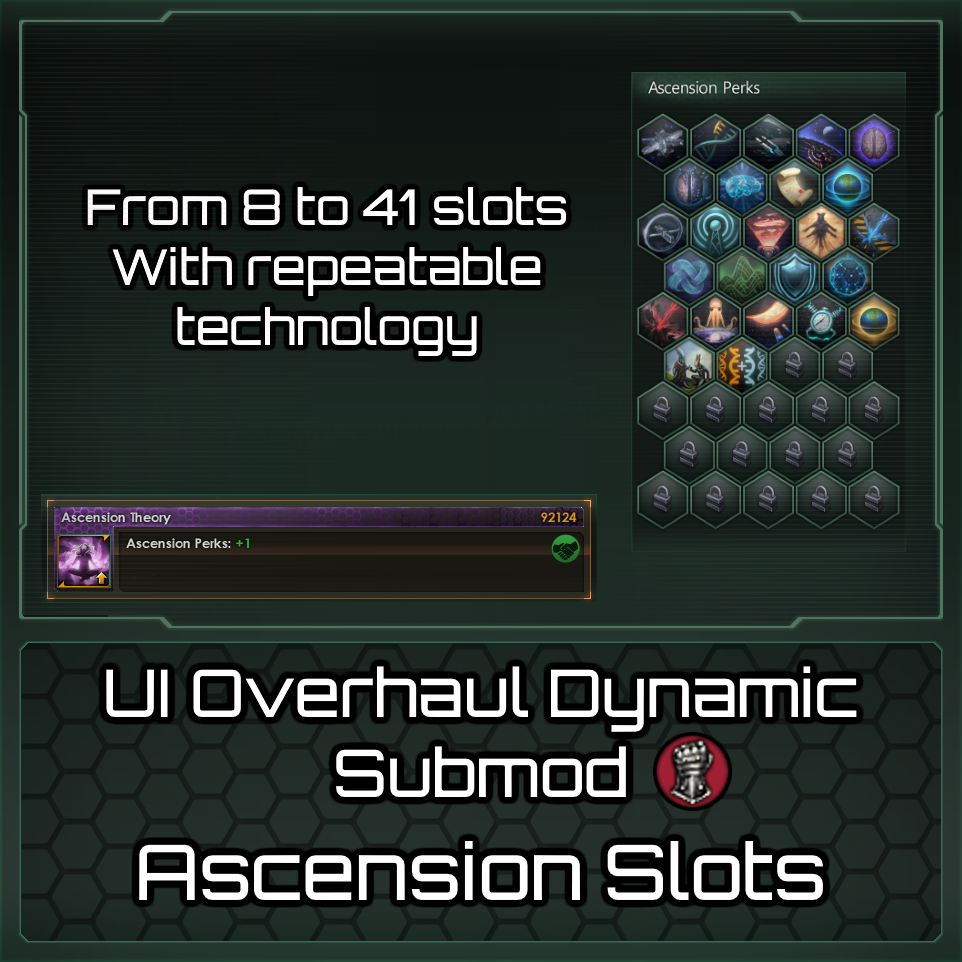 Ascension Perks
From 8 to 41 slots
With repeatable
technology
Ascension Theory 92124
Ascension Perks: +1
UI Overhaul Dynamic
Submod
Ascension Slots